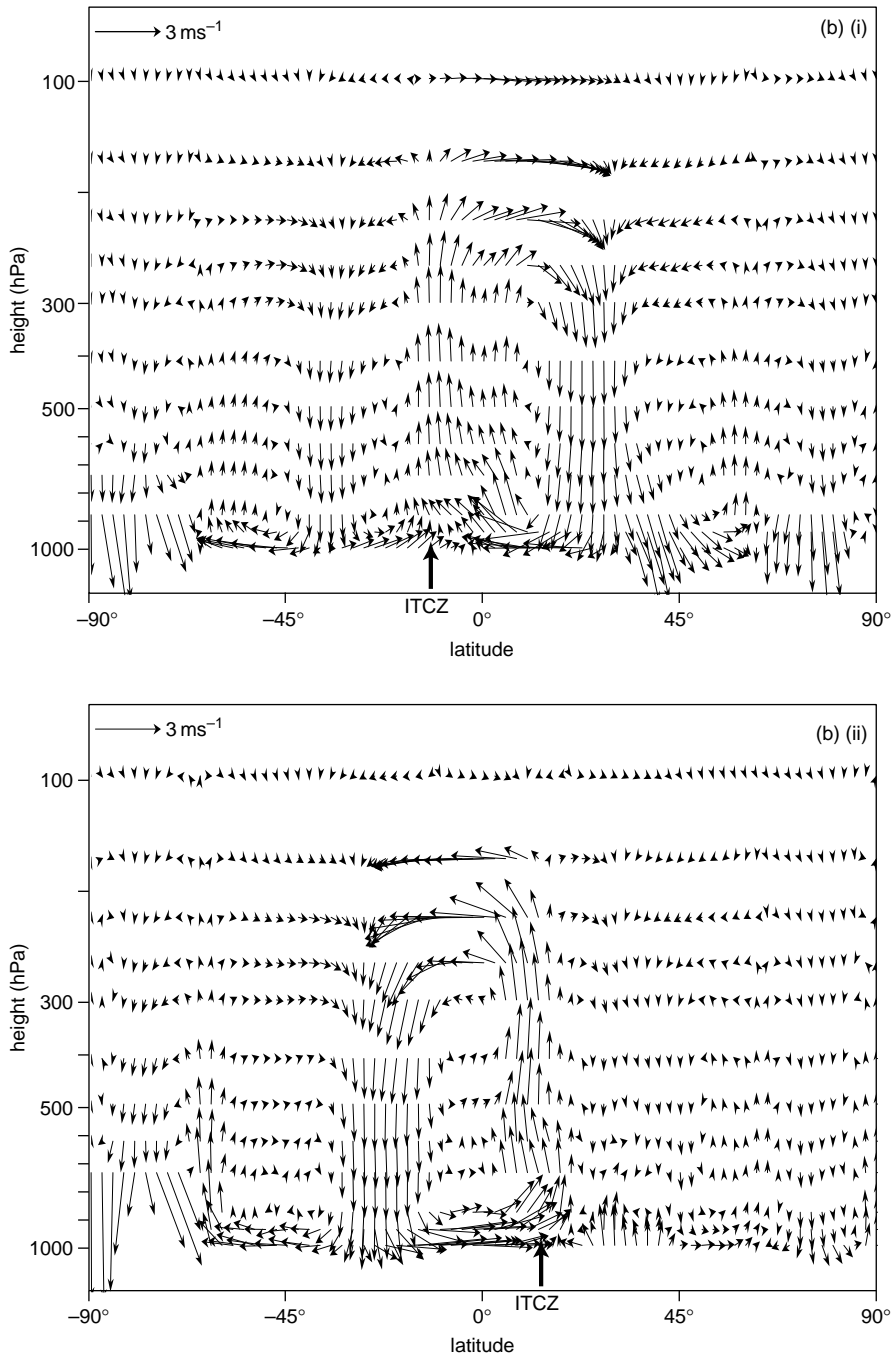 3 ms⁻¹
(b) (i)
100
300
500
1000
height (hPa)
ITCZ
–90°
–45°
0°
45°
90°
latitude
3 ms⁻¹
(b) (ii)
100
300
500
1000
height (hPa)
ITCZ
–90°
–45°
0°
45°
90°
latitude